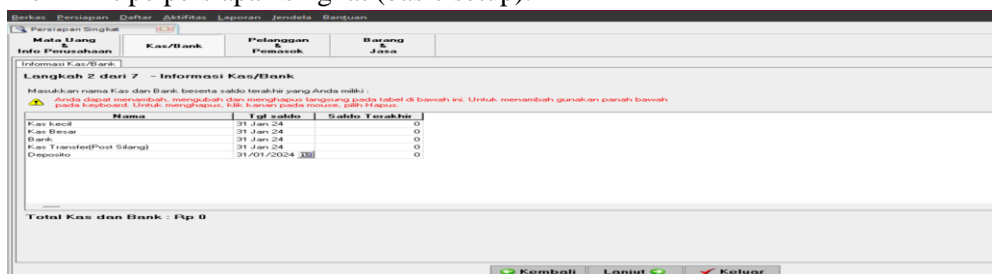 (basic setup).
Berkas Persiapan Daftar Aktifitas Laporan Jendela Bantuan
Persiapan Singkat
Mata Uang & Info Perusahaan
Kas/Bank
Pelanggan & Pemasok
Barang & Jasa
Informasi Kas/Bank
Langkah 2 dari 7 - Informasi Kas/Bank
Masukkan nama Kas dan Bank beserta saldo terakhir yang Anda miliki :
Anda dapat menambah, mengubah dan menghapus langsung pada tabel di bawah ini. Untuk menambah gunakan panah bawah
pada keyboard. Untuk menghapus, klik kanan pada mouse, pilih Hapus.
Nama Tgl saldo Saldo Terakhir
Kas kecil 31 Jan 24 0
Kas Besar 31 Jan 24 0
Bank 31 Jan 24 0
Kas Transfer(Post Silang) 31 Jan 24 0
Deposito 31/01/2024 0
Total Kas dan Bank : Rp 0
Kembali Lanjut Keluar